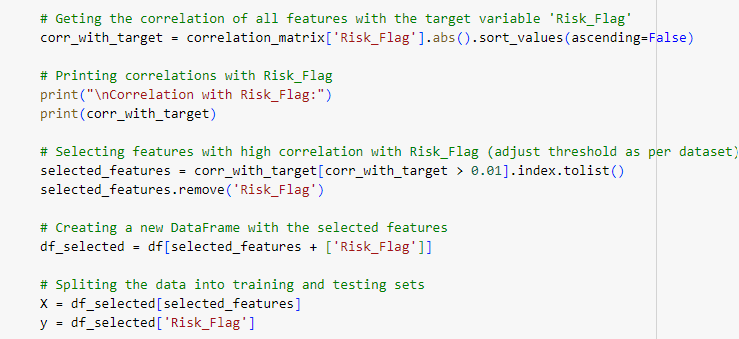 # Geting the correlation of all features with the target variable 'Risk_Flag'
corr_with_target = correlation_matrix['Risk_Flag'].abs().sort_values(ascending=False)
# Printing correlations with Risk_Flag
print("\nCorrelation with Risk_Flag:")
print(corr_with_target)
# Selecting features with high correlation with Risk_Flag (adjust threshold as per dataset)
selected_features = corr_with_target[corr_with_target > 0.01].index.tolist()
selected_features.remove('Risk_Flag')
# Creating a new DataFrame with the selected features
df_selected = df[selected_features + ['Risk_Flag']]
# Spliting the data into training and testing sets
X = df_selected[selected_features]
y = df_selected['Risk_Flag']